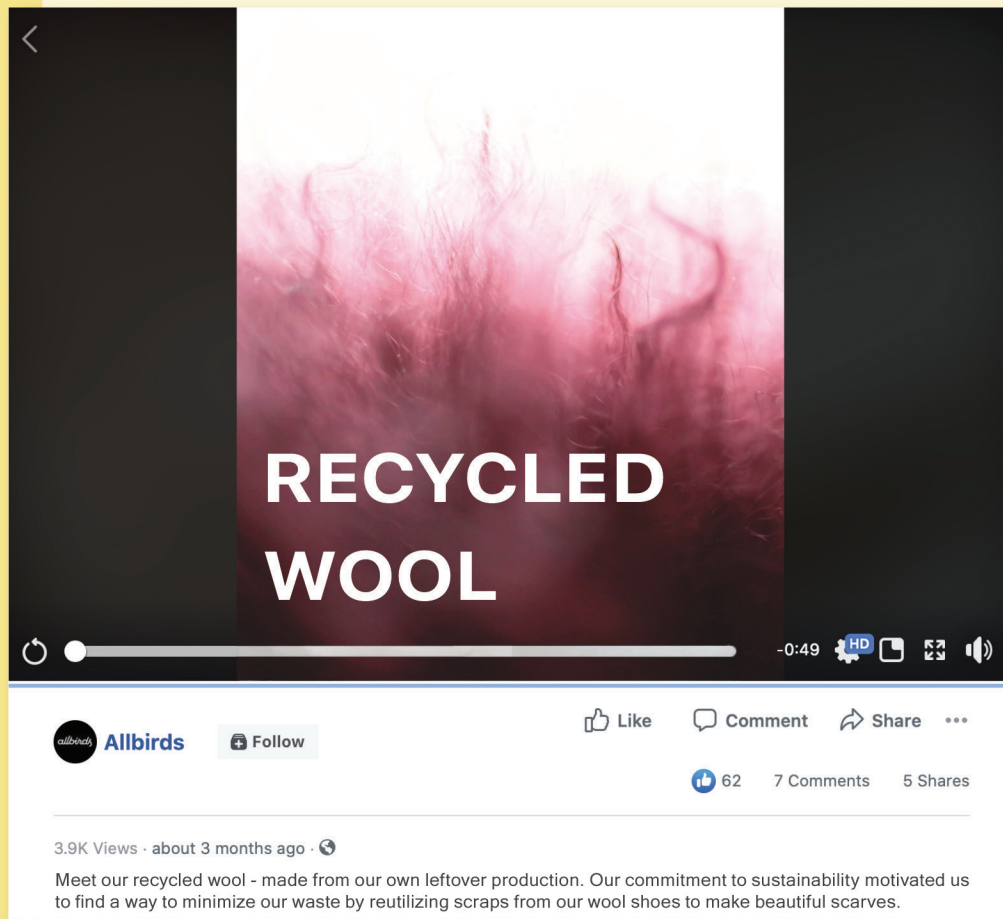 RECYCLED
WOOL
-0:49
HD
allbirds
Allbirds
Follow
Like
Comment
Share
62
7 Comments
5 Shares
3.9K Views · about 3 months ago ·
Meet our recycled wool - made from our own leftover production. Our commitment to sustainability motivated us
to find a way to minimize our waste by reutilizing scraps from our wool shoes to make beautiful scarves.